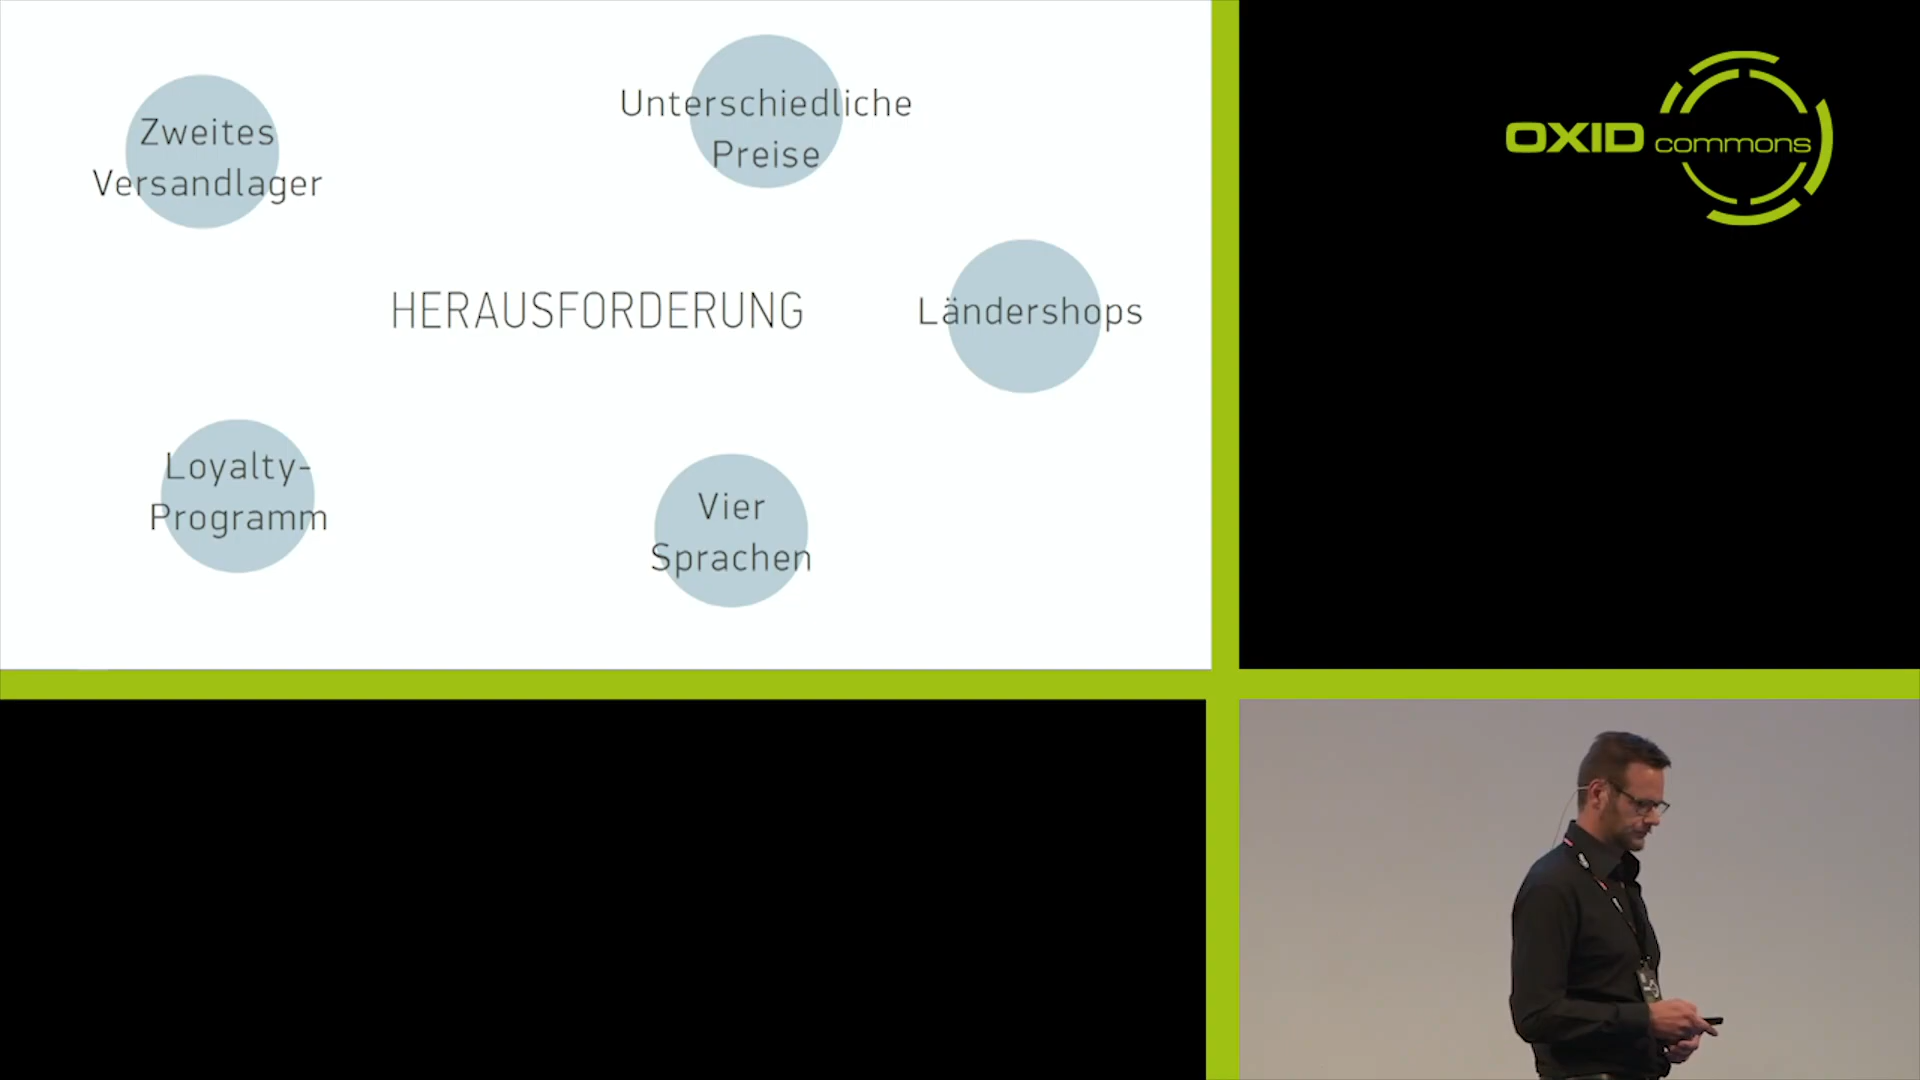 Zweites
Versandlager
Unterschiedliche
Preise
HERAUSFORDERUNG
Ländershops
Loyalty-
Programm
Vier
Sprachen
OXID commons